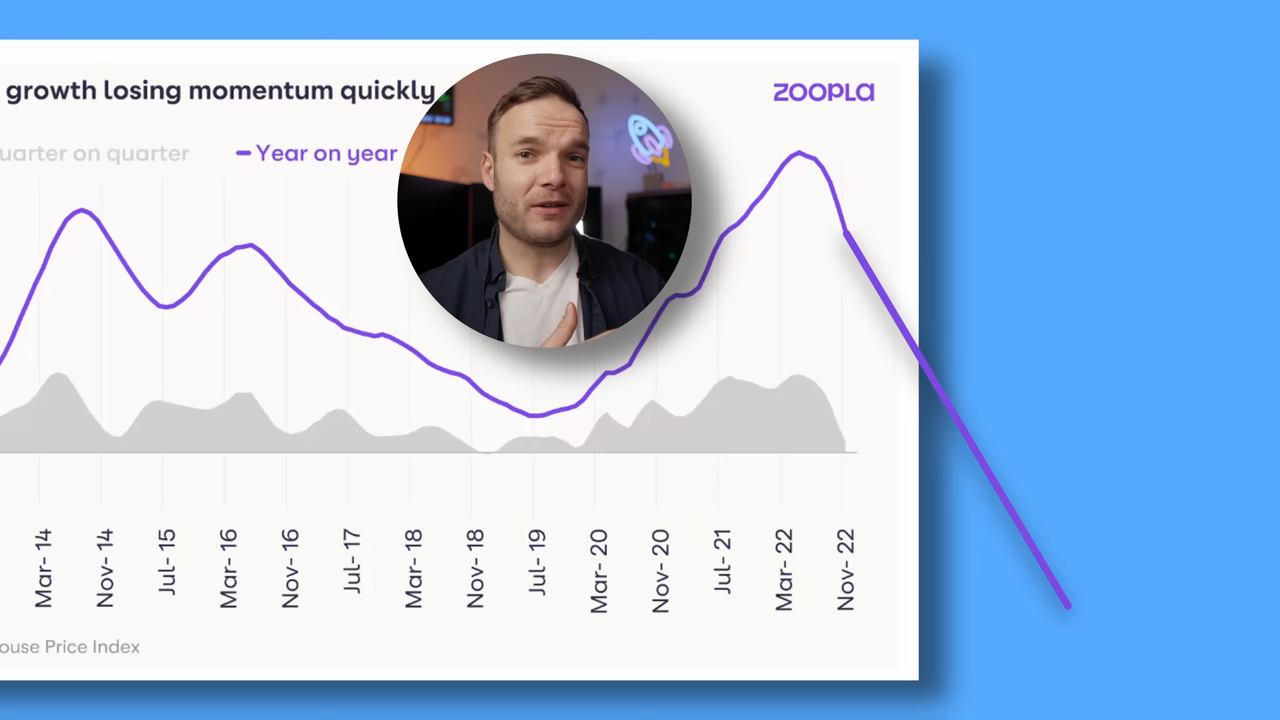 growth losing momentum quickly
zoopla
uarter on quarter
Year on year
Mar- 14
Nov- 14
Jul- 15
Mar- 16
Nov- 16
Jul- 17
Mar- 18
Nov- 18
Jul- 19
Mar- 20
Nov- 20
Jul- 21
Mar- 22
Nov- 22
ouse Price Index